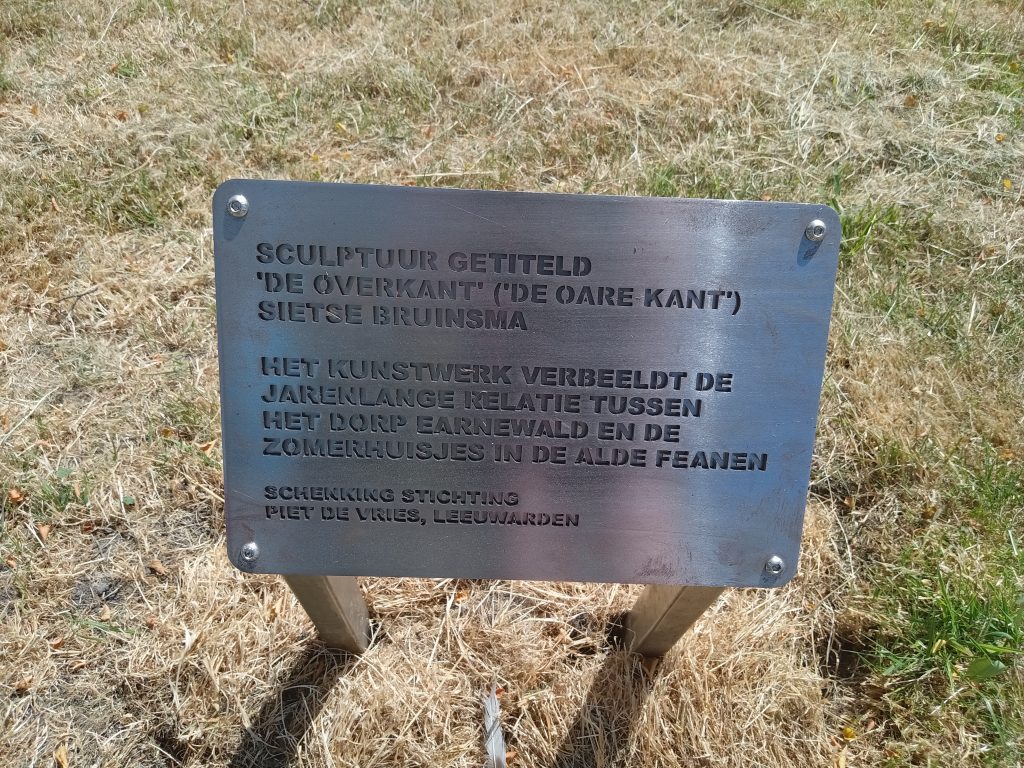 SCULPTUUR GETITELD
'DE OVERKANT' ('DE OARE KANT')
SIETSE BRUINSMA
HET KUNSTWERK VERBEELDT DE
JARENLANGE RELATIE TUSSEN
HET DORP EARNEWALD EN DE
ZOMERHUISJES IN DE ALDE FEANEN
SCHENKING STICHTING
PIET DE VRIES, LEEUWARDEN